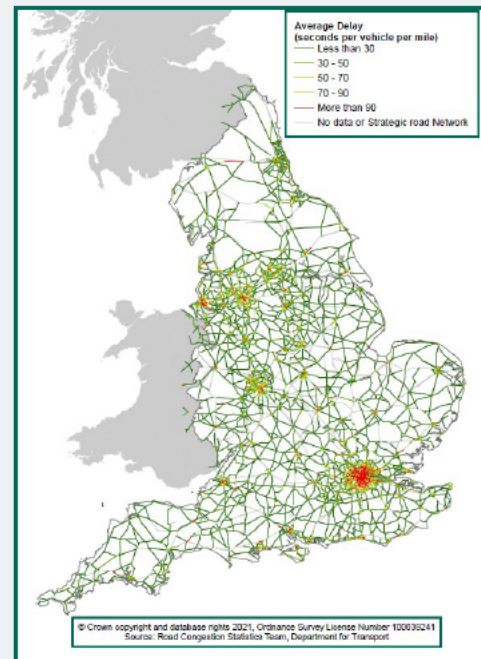 Average Delay
(seconds per vehicle per mile)
Less than 30
30 - 50
50 - 70
70 - 90
More than 90
No data or Strategic road Network
© Crown copyright and database rights 2021, Ordnance Survey License Number 100039241
Source: Road Congestion Statistics Team, Department for Transport